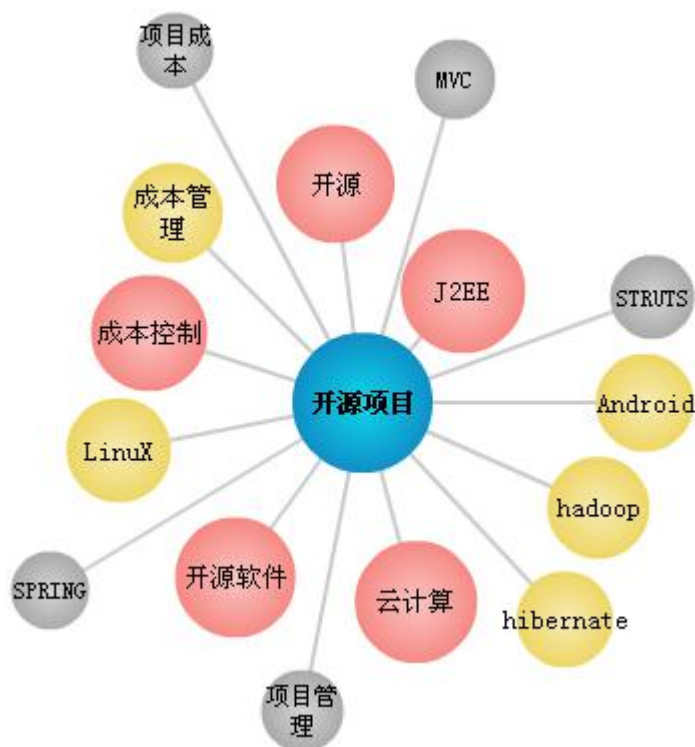 项目成
本
MVC
开源
成本管
理
J2EE
STRUTS
成本控制
开源项目
Android
LinuX
hadoop
开源软件
SPRING
云计算
hibernate
项目管
理